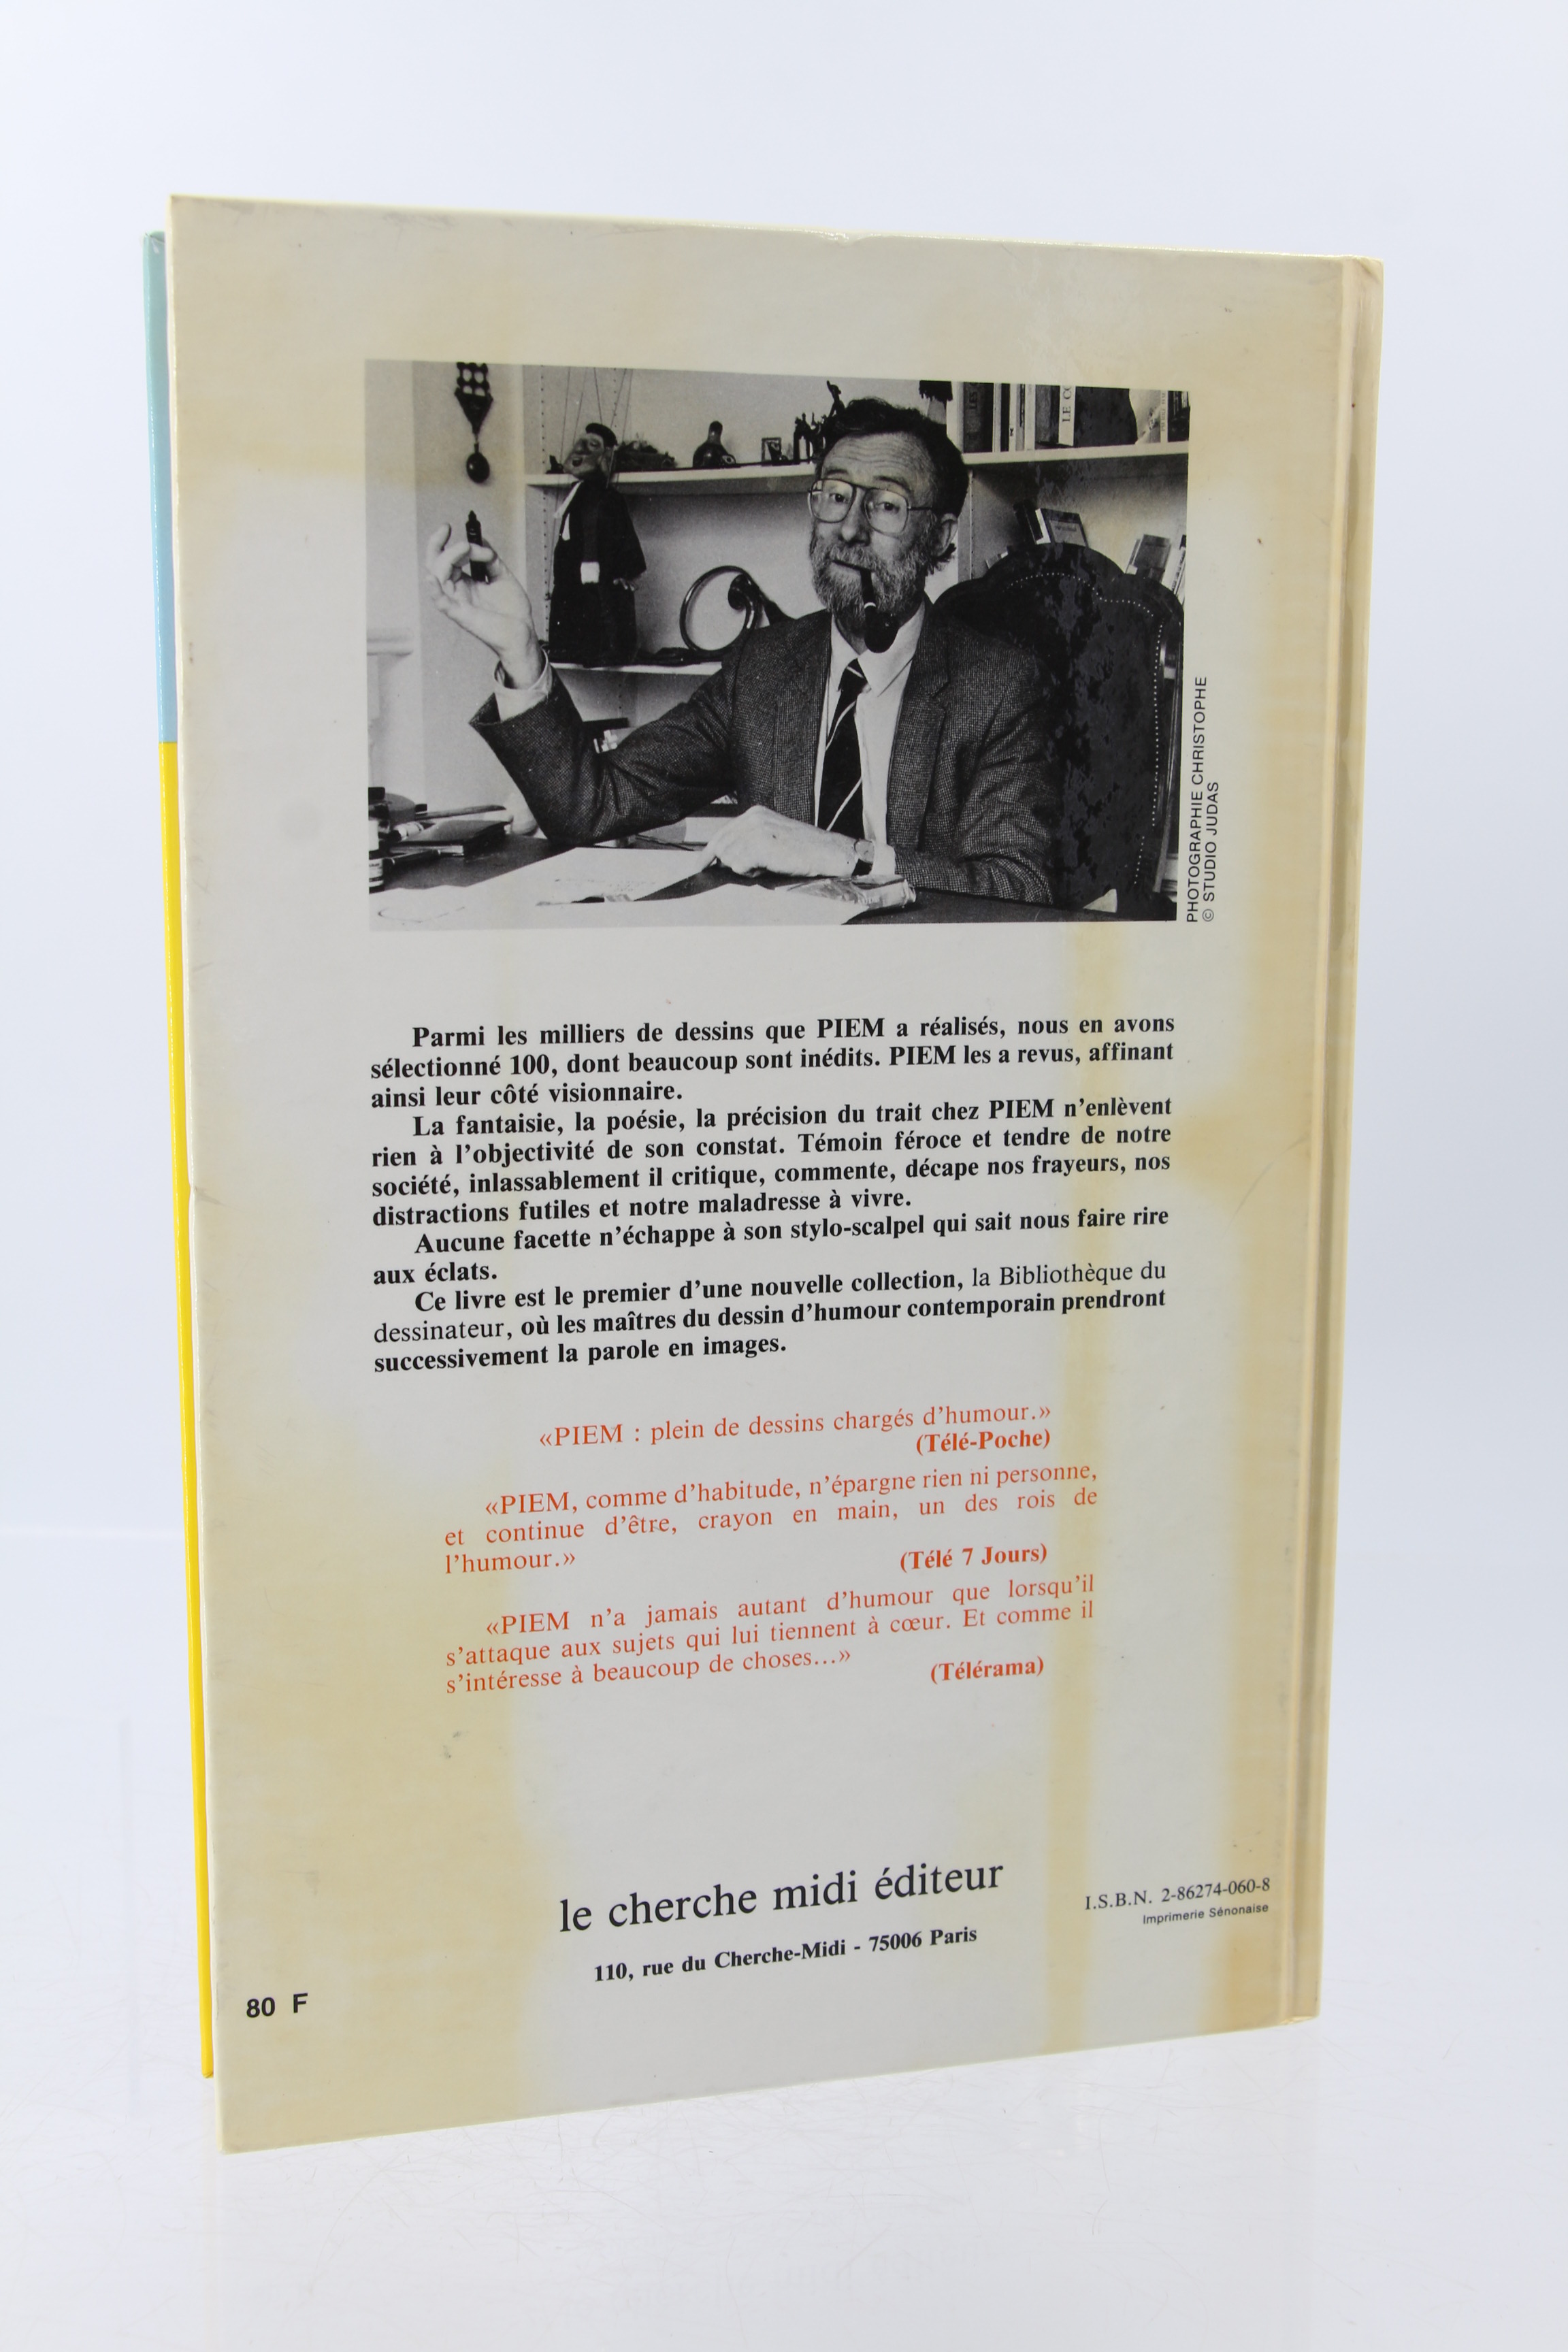 LE C
PHOTOGRAPHIE CHRISTOPHE
© STUDIO JUDAS
Parmi les milliers de dessins que PIEM a réalisés, nous en avons
sélectionné 100, dont beaucoup sont inédits. PIEM les a revus, affinant
ainsi leur côté visionnaire.
La fantaisie, la poésie, la précision du trait chez PIEM n'enlèvent
rien à l'objectivité de son constat. Témoin féroce et tendre de notre
société, inlassablement il critique, commente, décape nos frayeurs, nos
distractions futiles et notre maladresse à vivre.
Aucune facette n'échappe à son stylo-scalpel qui sait nous faire rire
aux éclats.
Ce livre est le premier d'une nouvelle collection, la Bibliothèque du
dessinateur, où les maîtres du dessin d'humour contemporain prendront
successivement la parole en images.
«PIEM : plein de dessins chargés d'humour.»
(Télé-Poche)
«PIEM, comme d'habitude, n'épargne rien ni personne,
et continue d'être, crayon en main, un des rois de
l'humour.»
(Télé 7 Jours)
«PIEM n'a jamais autant d'humour que lorsqu'il
s'attaque aux sujets qui lui tiennent à cœur. Et comme il
s'intéresse à beaucoup de choses...»
(Télérama)
le cherche midi éditeur
110, rue du Cherche-Midi - 75006 Paris
I.S.B.N. 2-86274-060-8
Imprimerie Sénonaise
80 F